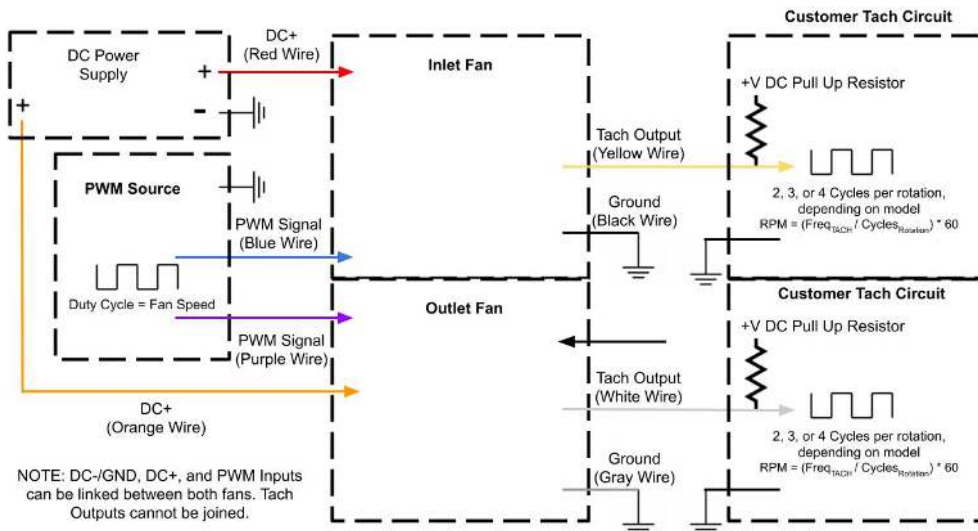 DC Power
Supply
+
-
+
DC+
(Red Wire)
Inlet Fan
Customer Tach Circuit
+V DC Pull Up Resistor
Tach Output
(Yellow Wire)
2, 3, or 4 Cycles per rotation,
depending on model
RPM = (Freq_TACH / Cycles_Rotation) * 60
Ground
(Black Wire)
PWM Source
PWM Signal
(Blue Wire)
Duty Cycle = Fan Speed
PWM Signal
(Purple Wire)
Outlet Fan
Customer Tach Circuit
+V DC Pull Up Resistor
Tach Output
(White Wire)
2, 3, or 4 Cycles per rotation,
depending on model
RPM = (Freq_TACH / Cycles_Rotation) * 60
DC+
(Orange Wire)
Ground
(Gray Wire)
NOTE: DC-/GND, DC+, and PWM Inputs
can be linked between both fans. Tach
Outputs cannot be joined.